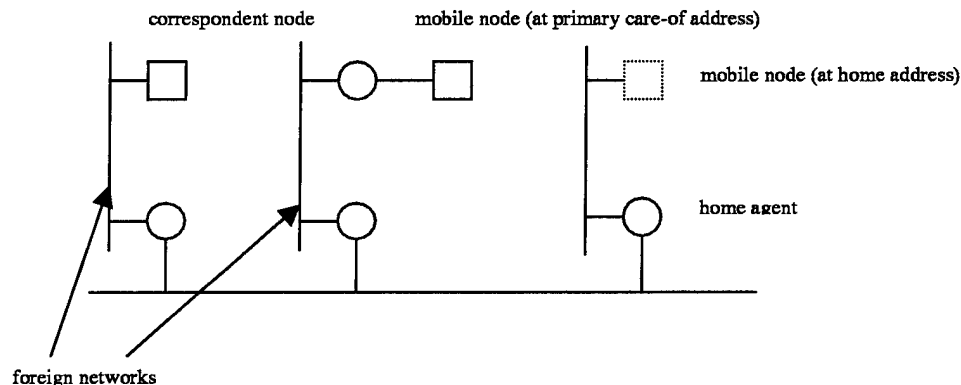 correspondent node
mobile node (at primary care-of address)
mobile node (at home address)
home agent
foreign networks